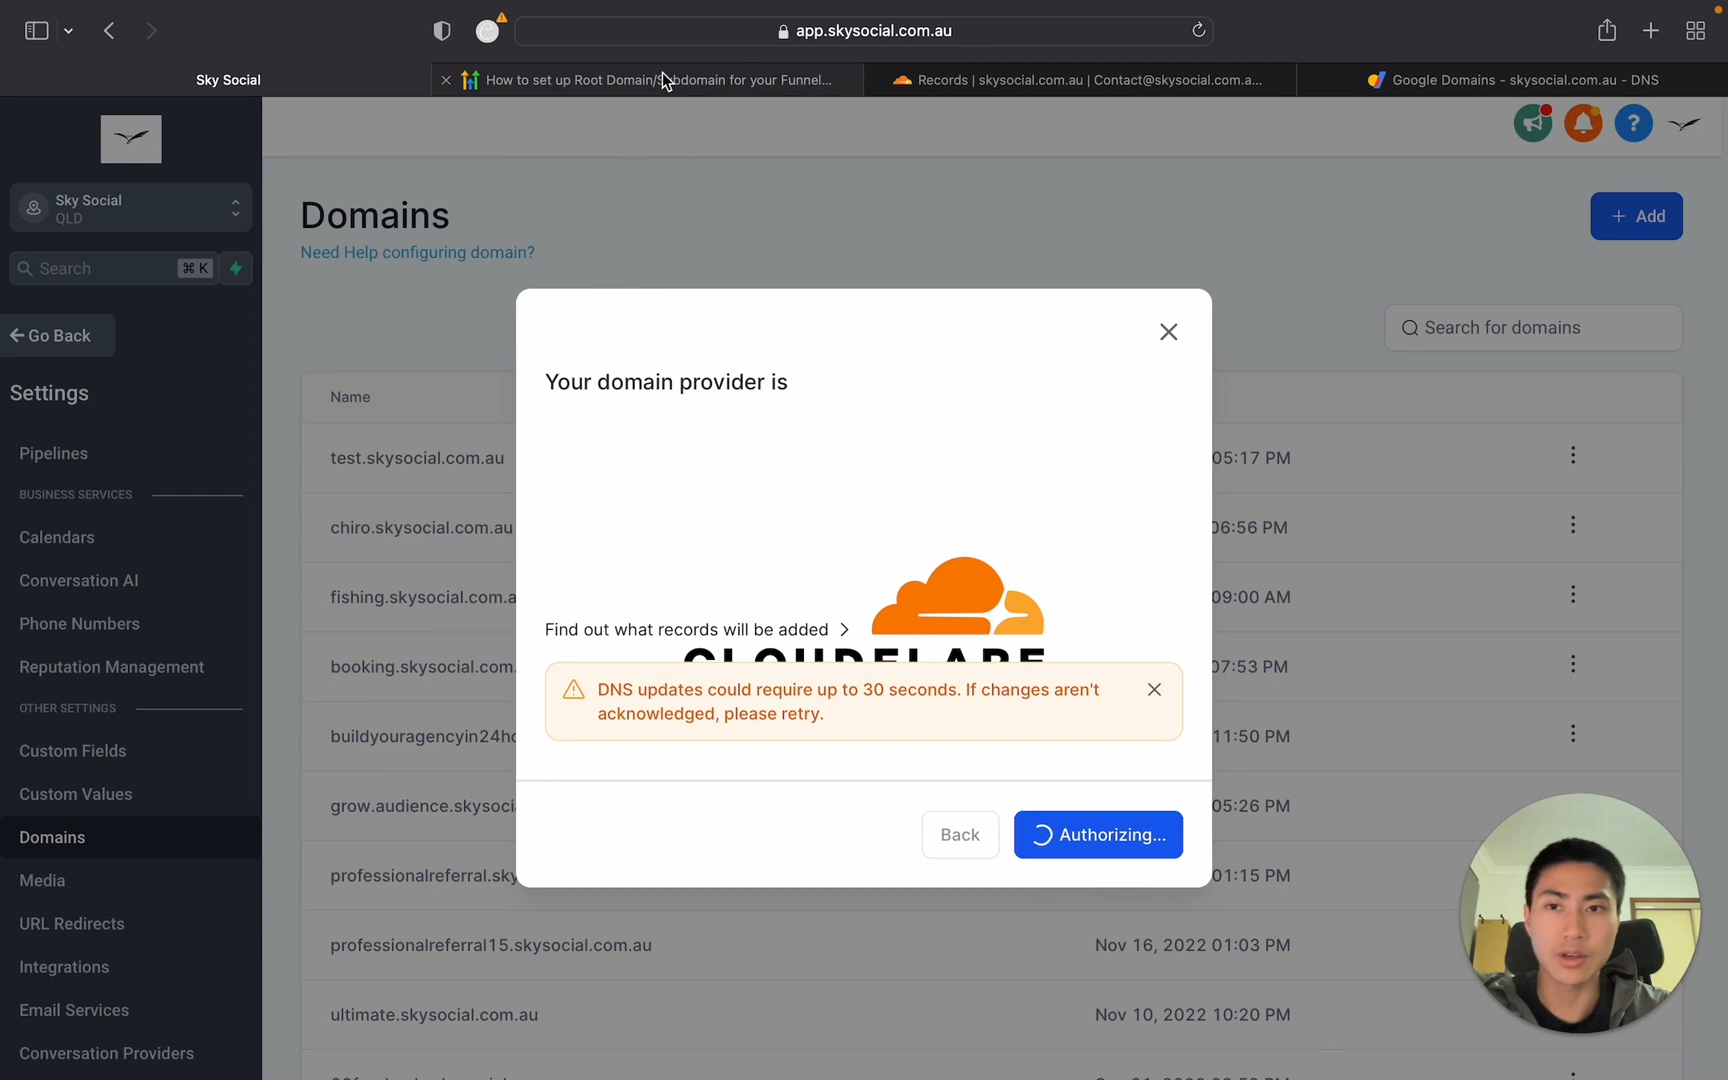 app.skysocial.com.au
Sky Social
How to set up Root Domain/Subdomain for your Funnel...
Records | skysocial.com.au | Contact@skysocial.com.a...
Google Domains - skysocial.com.au - DNS
Sky Social
QLD
Search
⌘ K
Go Back
Settings
Pipelines
BUSINESS SERVICES
Calendars
Conversation AI
Phone Numbers
Reputation Management
OTHER SETTINGS
Custom Fields
Custom Values
Domains
Media
URL Redirects
Integrations
Email Services
Conversation Providers
Domains
Need Help configuring domain?
+ Add
Search for domains
Name
test.skysocial.com.au
05:17 PM
chiro.skysocial.com.au
06:56 PM
fishing.skysocial.com.a
09:00 AM
booking.skysocial.com.
07:53 PM
buildyouragencyin24ho
11:50 PM
grow.audience.skysoci
05:26 PM
professionalreferral.sky
01:15 PM
professionalreferral15.skysocial.com.au
Nov 16, 2022 01:03 PM
ultimate.skysocial.com.au
Nov 10, 2022 10:20 PM
Your domain provider is
CLOUDFLARE
Find out what records will be added >
DNS updates could require up to 30 seconds. If changes aren't
acknowledged, please retry.
Back
Authorizing...